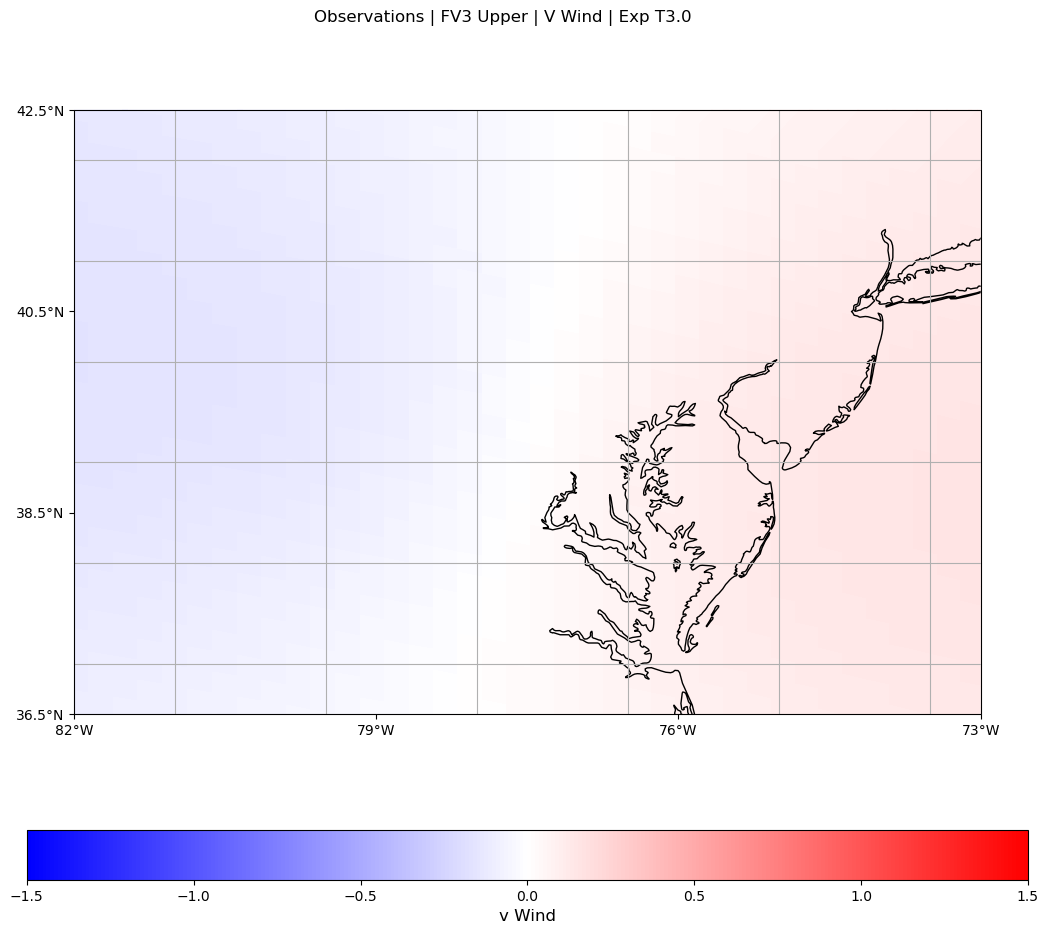 Observations | FV3 Upper | V Wind | Exp T3.0
42.5°N
40.5°N
38.5°N
36.5°N
82°W 79°W 76°W 73°W
−1.5 −1.0 −0.5 0.0 0.5 1.0 1.5
v Wind